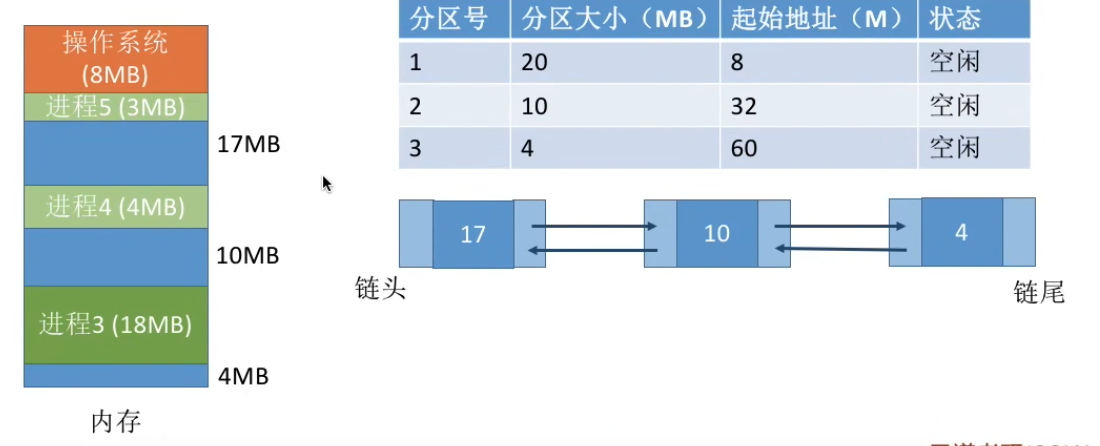 操作系统
(8MB)
进程5 (3MB)
17MB
进程4 (4MB)
10MB
进程3 (18MB)
4MB
内存
分区号 分区大小（MB） 起始地址（M） 状态
1 20 8 空闲
2 10 32 空闲
3 4 60 空闲
17 10 4
链头
链尾